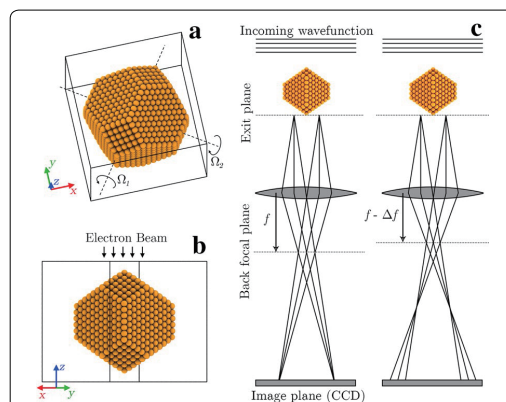 a
Ω₂
Ω₁
y
z
x
Electron Beam
b
z
x
y
Incoming wavefunction
c
Exit plane
Back focal plane
f
f - Δf
Image plane (CCD)